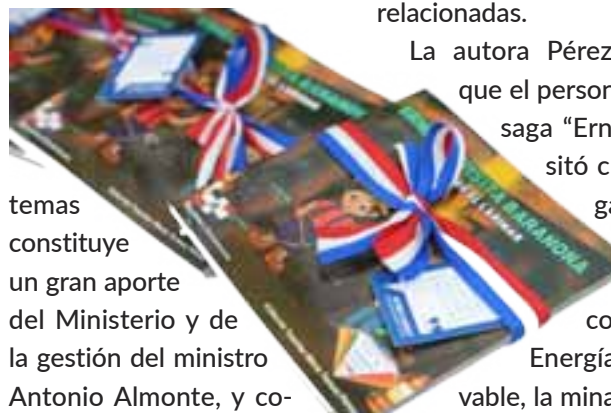 temas
constituye
un gran aporte
del Ministerio y de
la gestión del ministro
Antonio Almonte, y co-
relacionadas.
La autora Pérez
que el person
saga “Ern
sitó c
ga
co
Energía
vable, la mina
BARAHONA